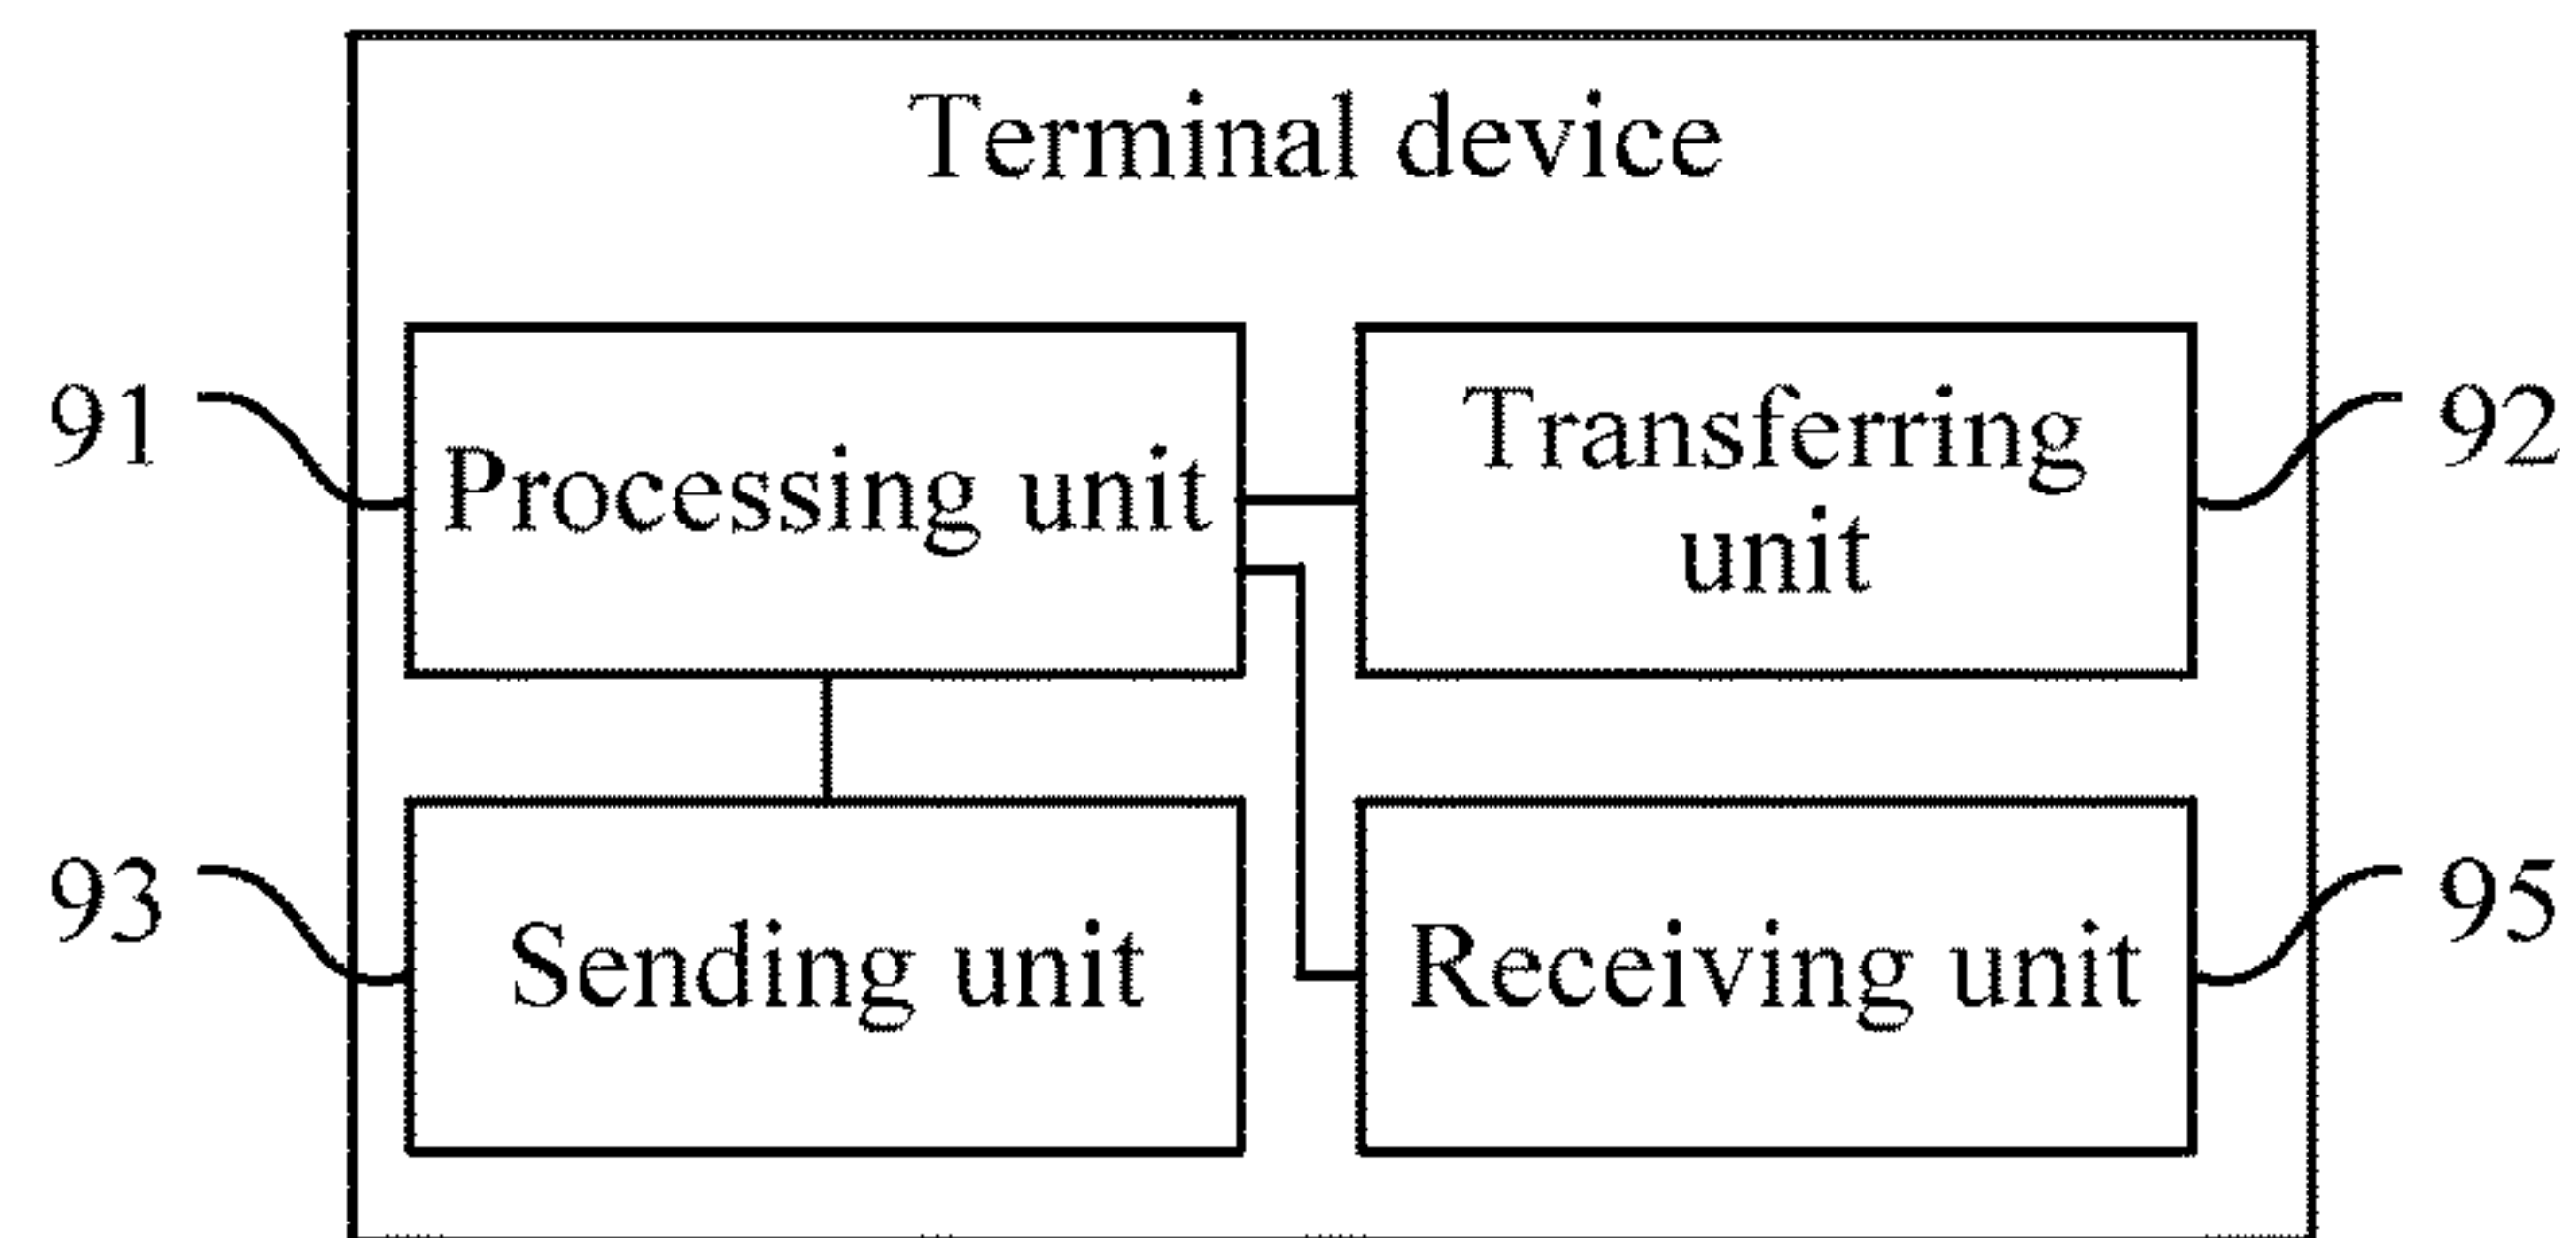 Terminal device
91
Processing unit
Transferring
unit
92
93
Sending unit
Receiving unit
95